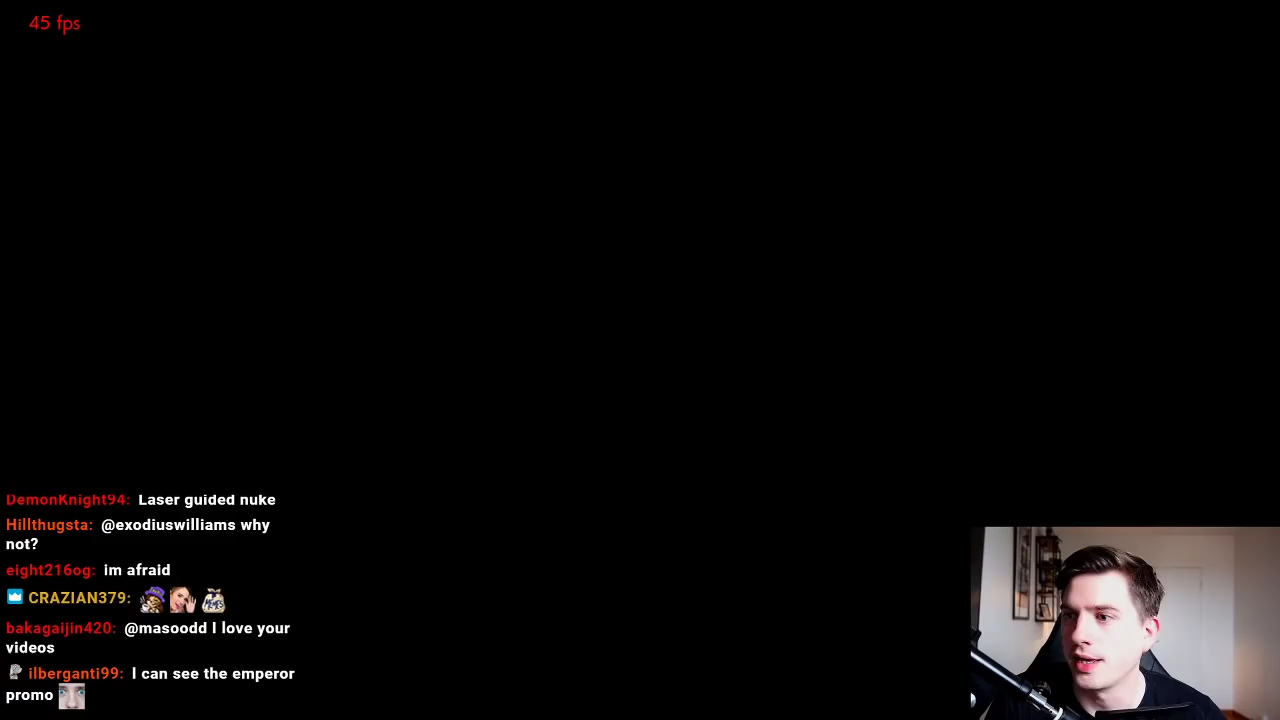 45 fps
DemonKnight94: Laser guided nuke
Hillthugsta: @exodiuswilliams why
not?
eight216og: im afraid
CRAZIAN379:
bakagaijin420: @masoodd I love your
videos
ilberganti99: I can see the emperor
promo